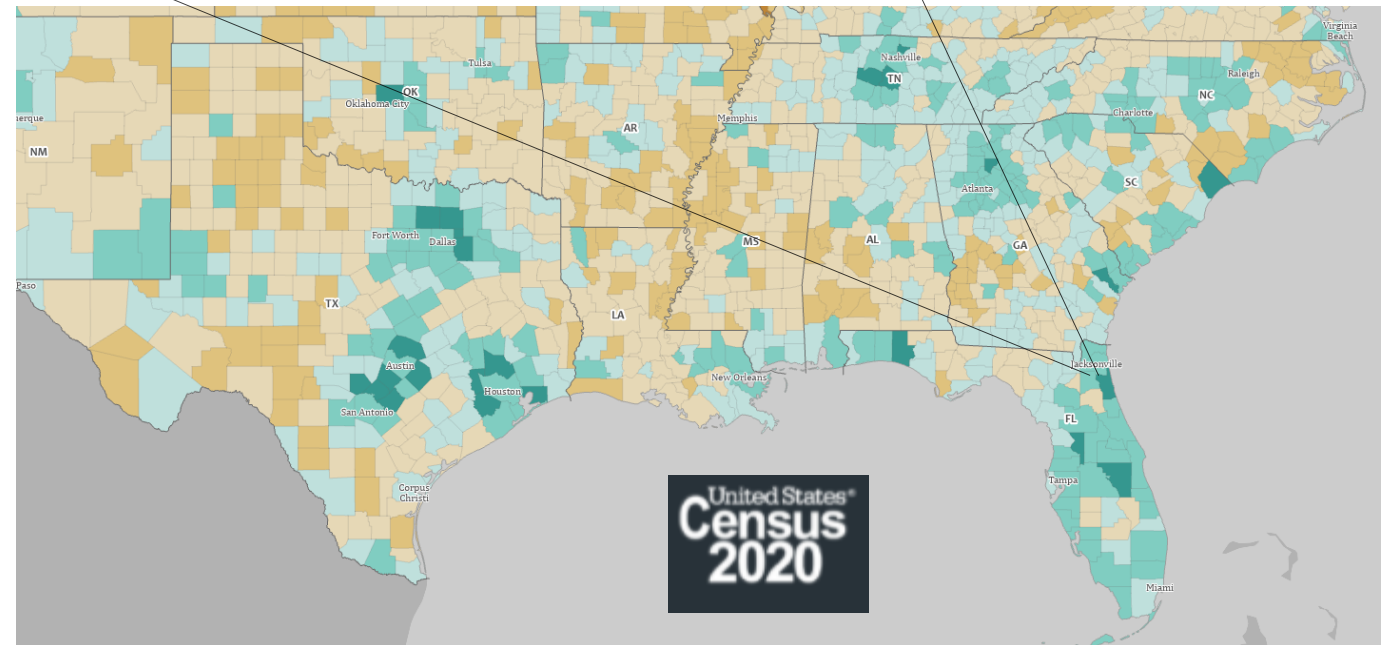 Virginia
Beach
Nashville
Tulsa
Raleigh
TN
OK
NC
Oklahoma City
Charlotte
erque
Memphis
AR
NM
SC
Atlanta
TX
Fort Worth
Dallas
MS
AL
GA
Paso
LA
Austin
Jacksonville
New Orleans
Houston
San Antonio
FL
Tampa
Corpus
Christi
United States®
Census
2020
Miami